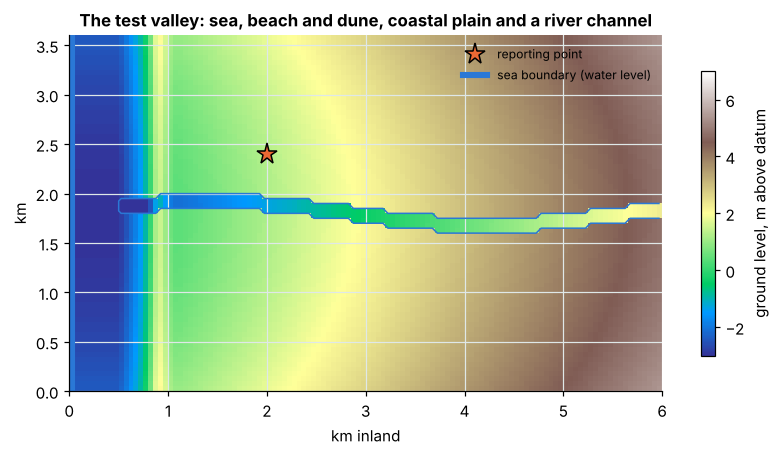 The test valley: sea, beach and dune, coastal plain and a river channel
reporting point
sea boundary (water level)
3.5
3.0
2.5
2.0
1.5
1.0
0.5
0.0
km
0 1 2 3 4 5 6
km inland
6
4
2
0
−2
ground level, m above datum